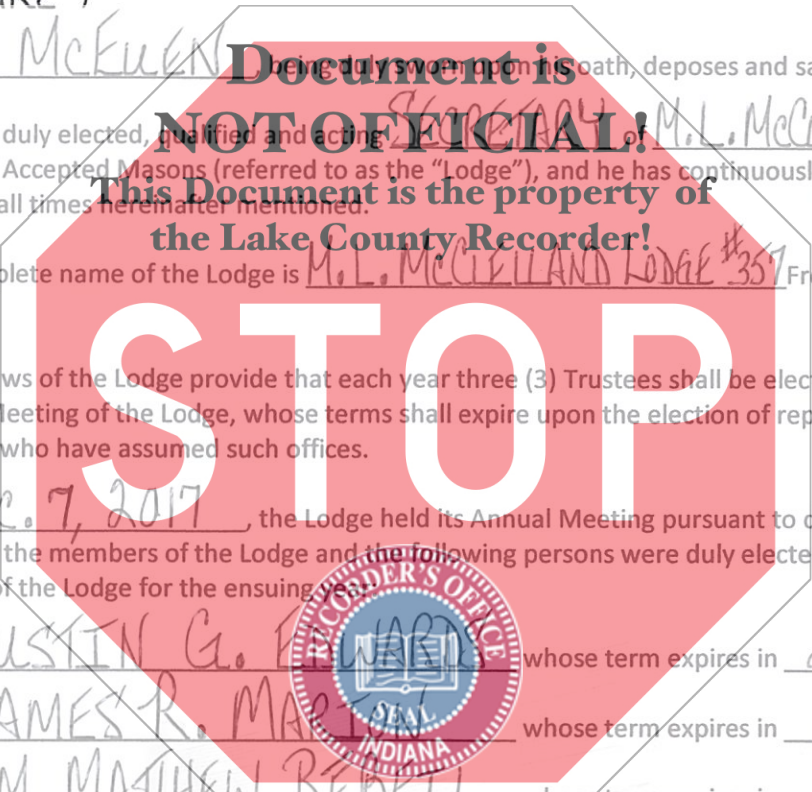 McEUEN, being duly sworn upon his oath, deposes and sa
Document is
duly elected, qualified and acting SECRETARY of M.L. McC
NOT OFFICIAL!
Accepted Masons (referred to as the “Lodge”), and he has continuousl
This Document is the property of
all times hereinafter mentioned.
the Lake County Recorder!
plete name of the Lodge is M.L. McCLELLAND LODGE #357 Fr
STOP
ws of the Lodge provide that each year three (3) Trustees shall be elec
eeting of the Lodge, whose terms shall expire upon the election of rep
who have assumed such offices.
C. 7, 2017, the Lodge held its Annual Meeting pursuant to
the members of the Lodge and the following persons were duly electe
f the Lodge for the ensuing year:
USTIN G. EDWARDS whose term expires in
AMES R. MARTIN whose term expires in
RECORDER'S OFFICE
SEAL
INDIANA
MATHEW